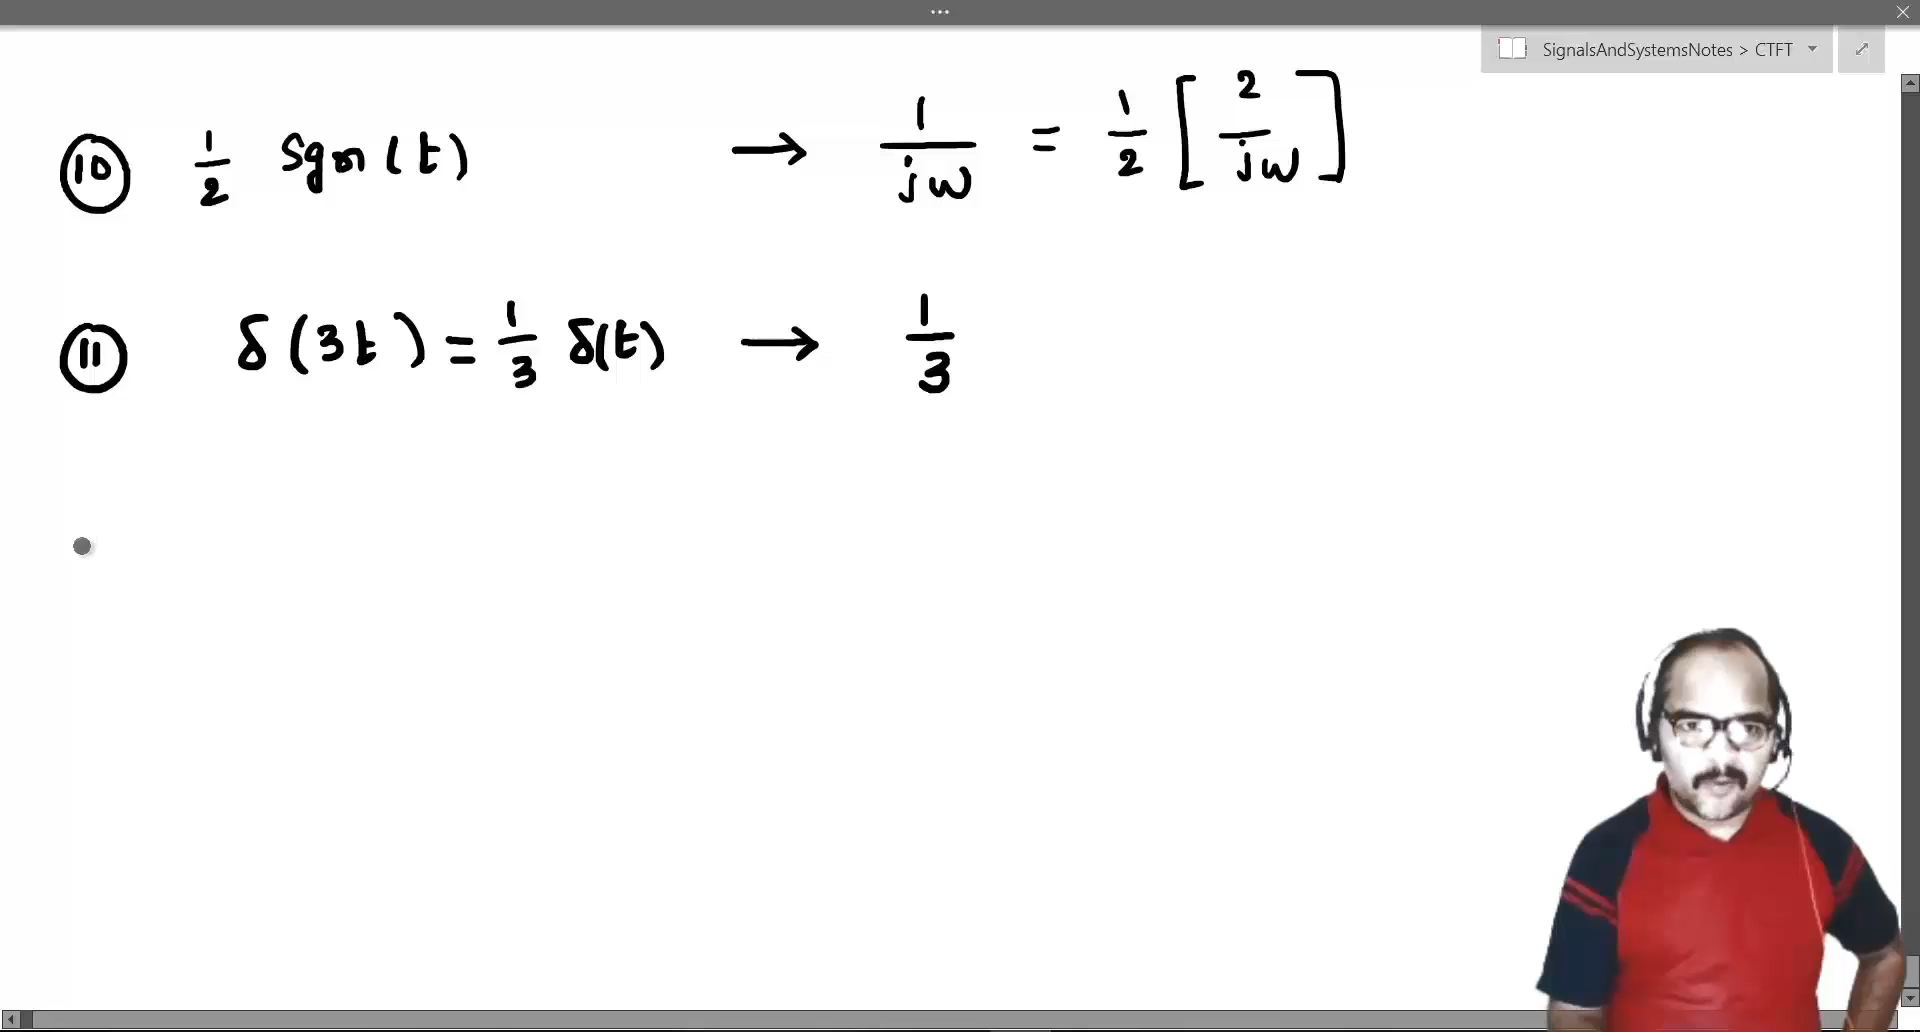 SignalsAndSystemsNotes > CTFT
(10) 1/2 Sgn(t) → 1/jω = 1/2 [2/jω]
(11) δ(3t) = 1/3 δ(t) → 1/3